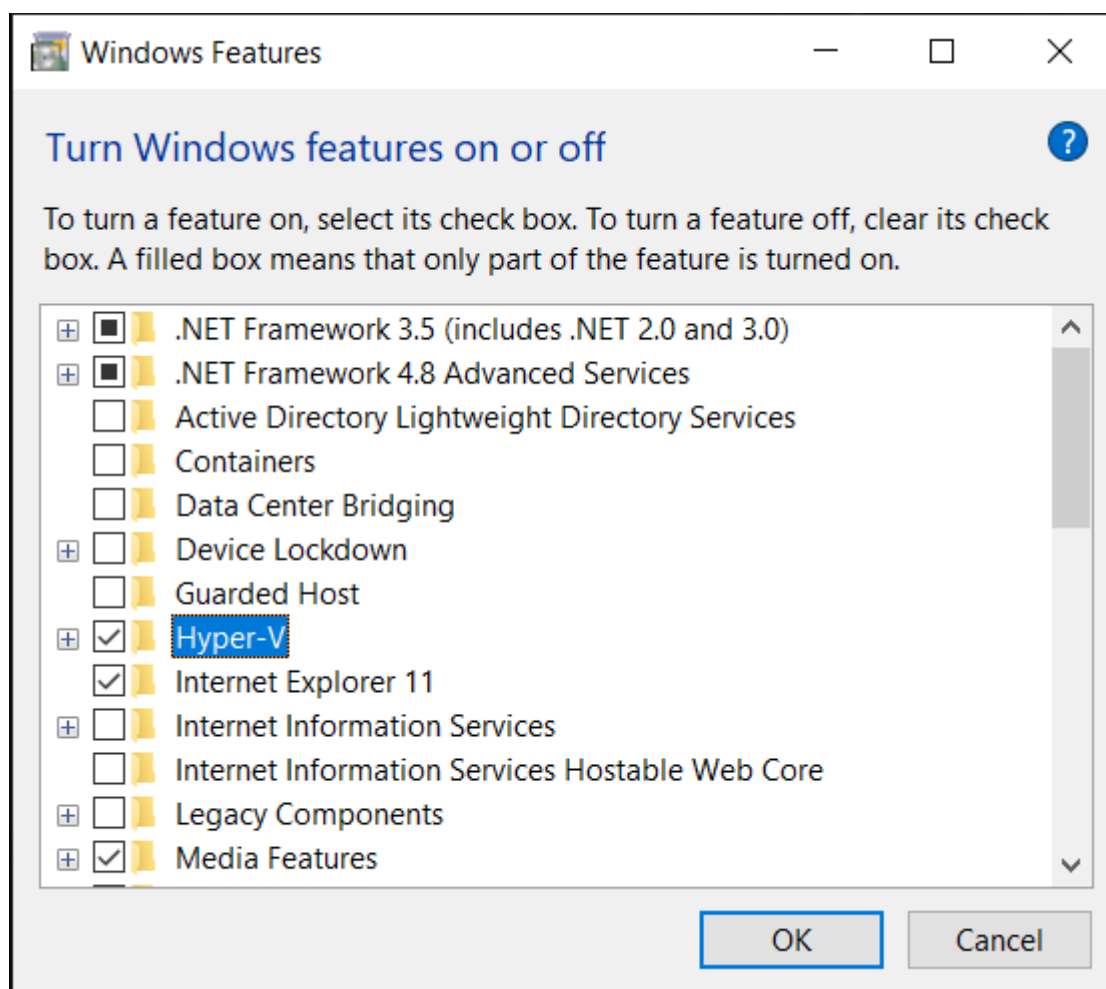 Windows Features
Turn Windows features on or off
?
To turn a feature on, select its check box. To turn a feature off, clear its check
box. A filled box means that only part of the feature is turned on.
.NET Framework 3.5 (includes .NET 2.0 and 3.0)
.NET Framework 4.8 Advanced Services
Active Directory Lightweight Directory Services
Containers
Data Center Bridging
Device Lockdown
Guarded Host
Hyper-V
Internet Explorer 11
Internet Information Services
Internet Information Services Hostable Web Core
Legacy Components
Media Features
OK
Cancel